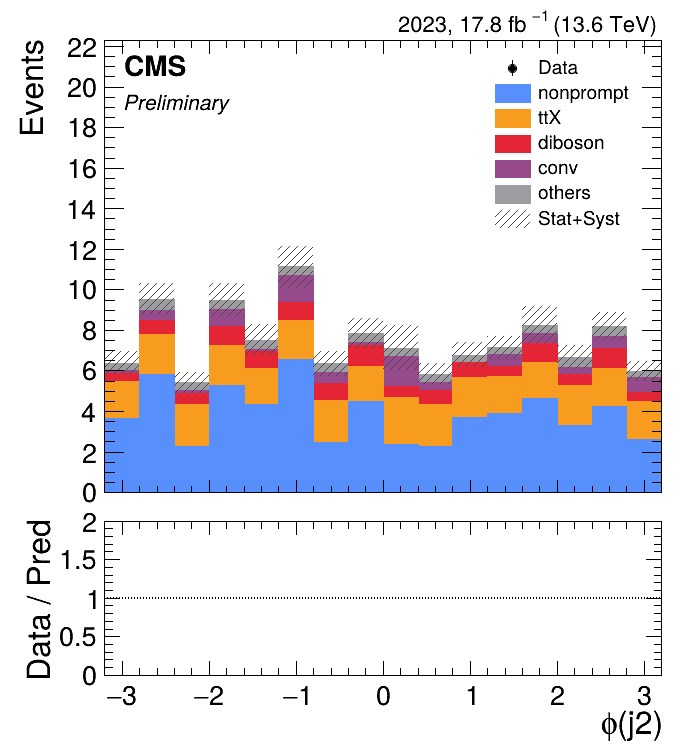 2023, 17.8 fb⁻¹ (13.6 TeV)
Events
22
20
18
16
14
12
10
8
6
4
2
0
CMS
Preliminary
Data
nonprompt
ttX
diboson
conv
others
Stat+Syst
Data / Pred
2
1.5
1
0.5
0
−3 −2 −1 0 1 2 3
ϕ(j2)